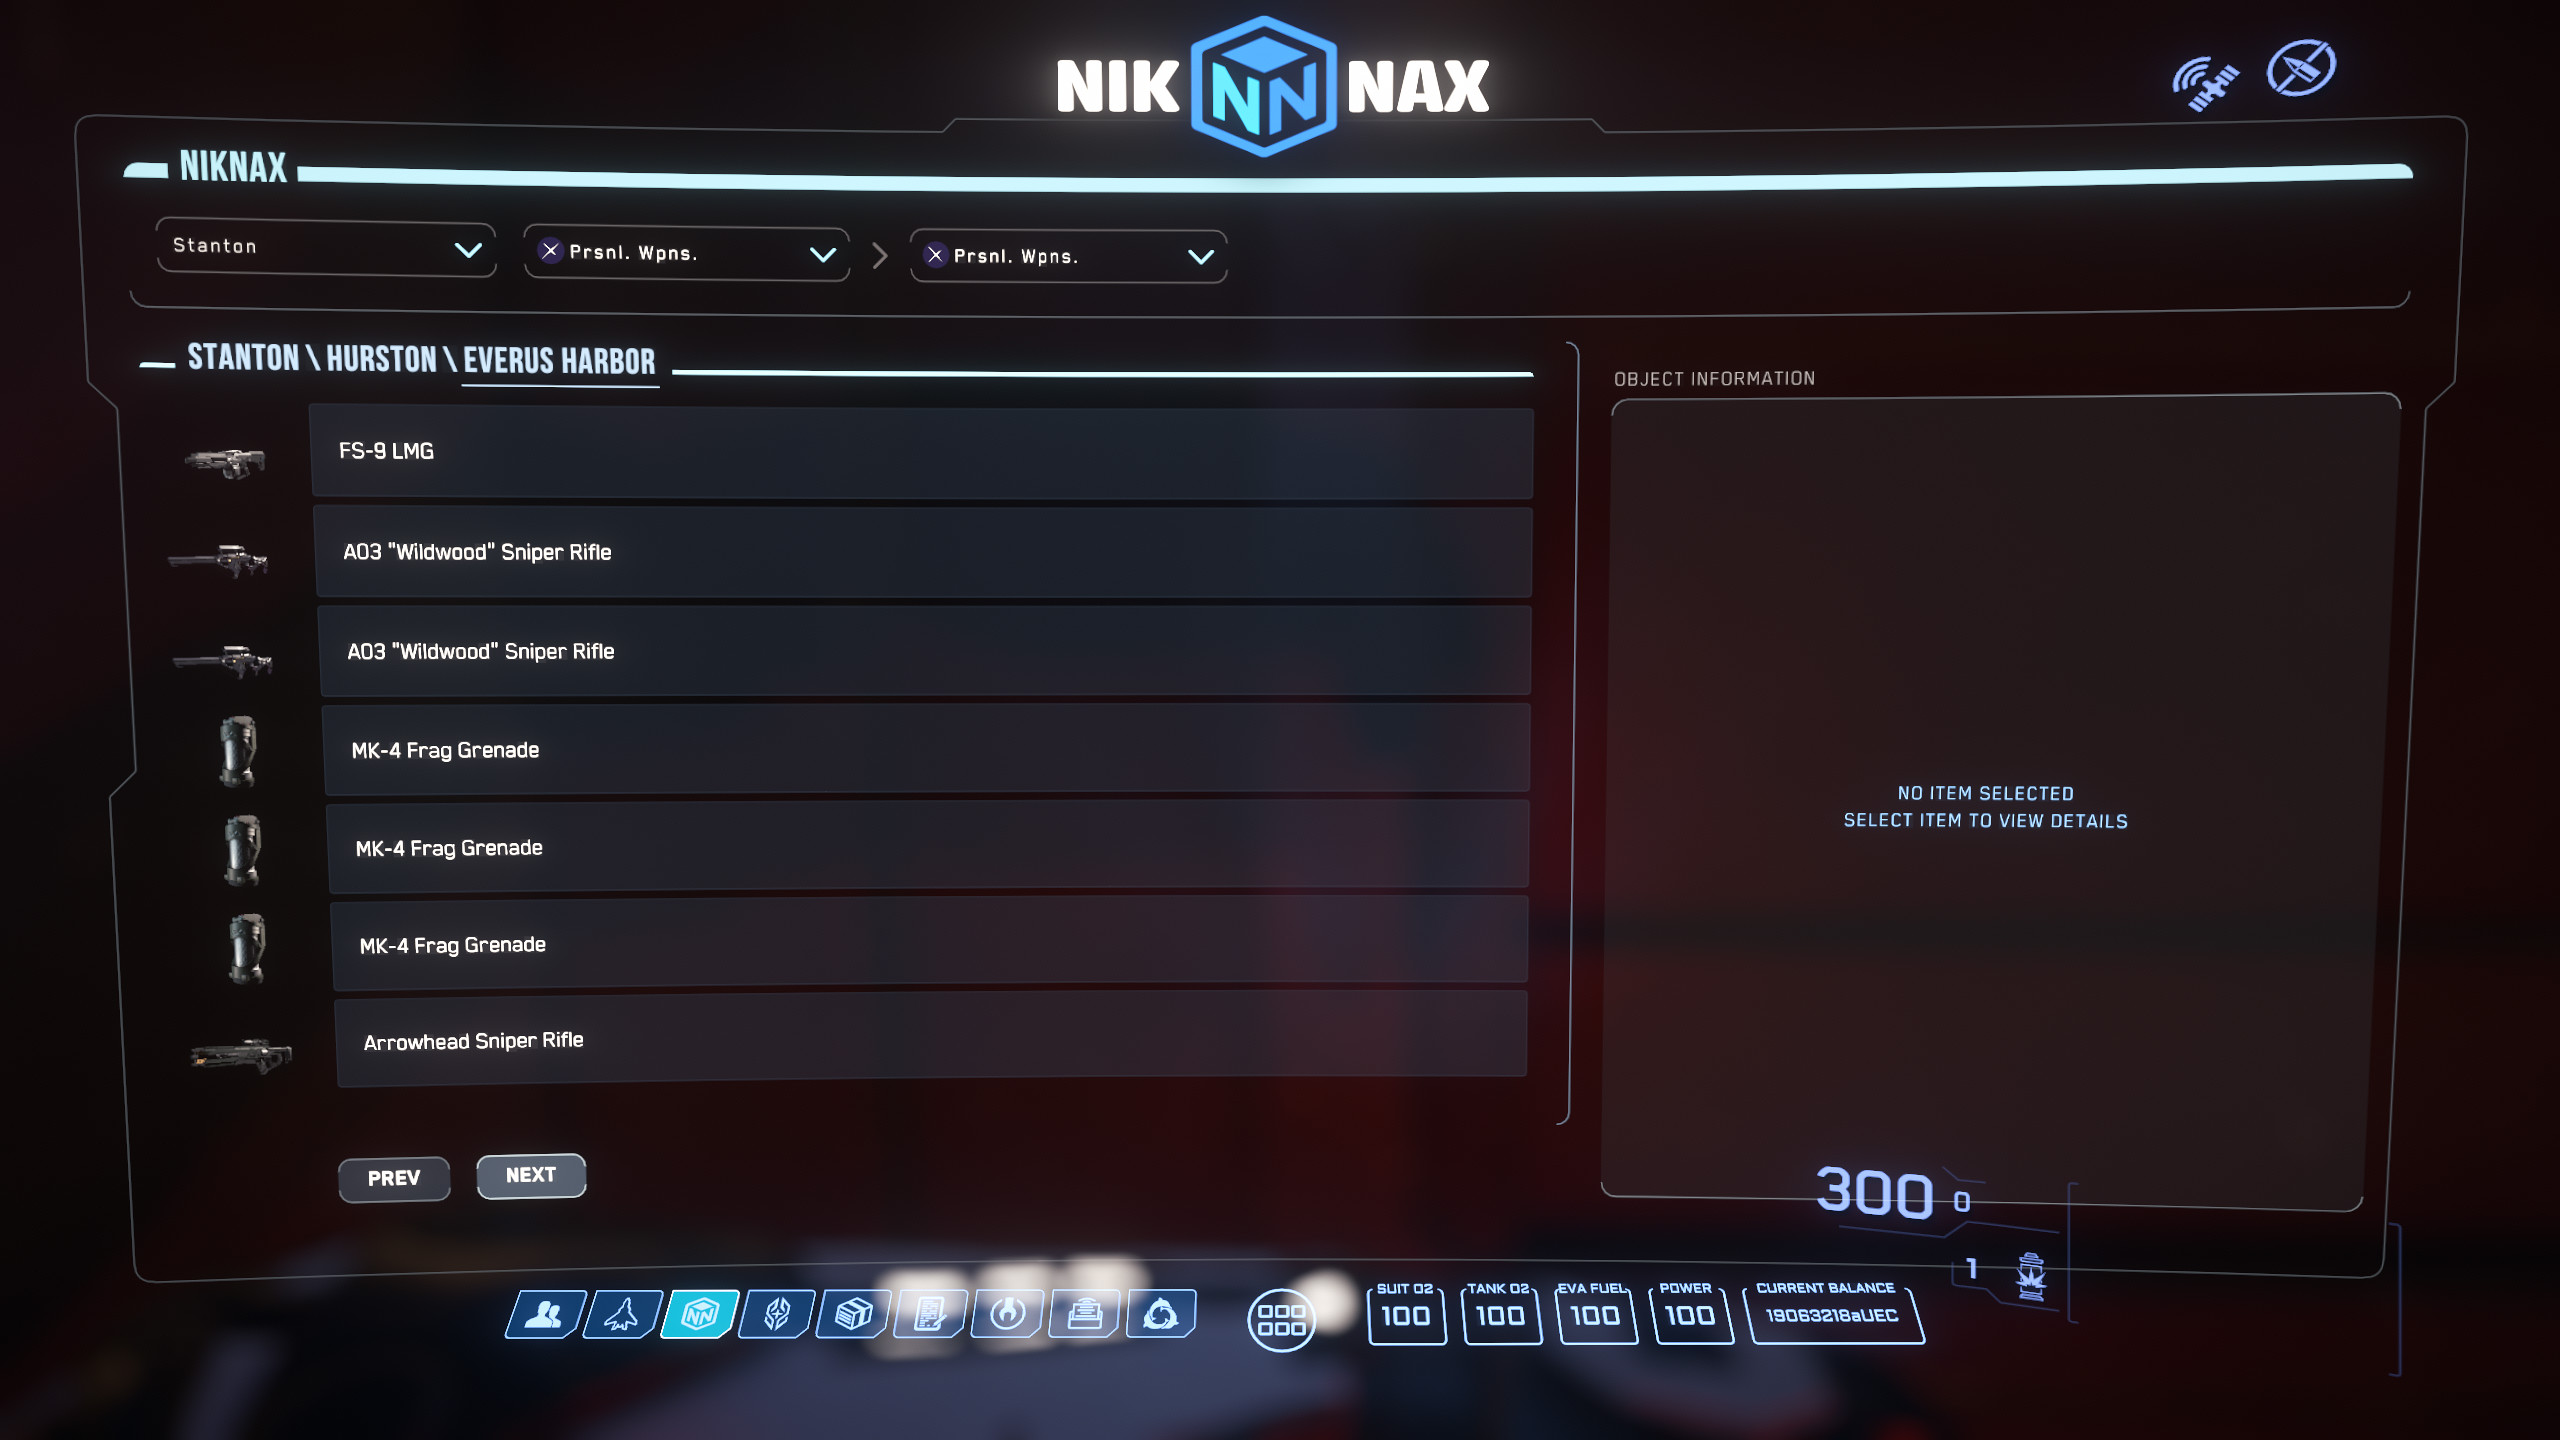 NIK NN NAX
NIKNAX
Stanton
Prsnl. Wpns.
Prsnl. Wpns.
STANTON \ HURSTON \ EVERUS HARBOR
FS-9 LMG
A03 "Wildwood" Sniper Rifle
A03 "Wildwood" Sniper Rifle
MK-4 Frag Grenade
MK-4 Frag Grenade
MK-4 Frag Grenade
Arrowhead Sniper Rifle
PREV
NEXT
OBJECT INFORMATION
NO ITEM SELECTED
SELECT ITEM TO VIEW DETAILS
300 0
1
NN
SUIT O2
100
TANK O2
100
EVA FUEL
100
POWER
100
CURRENT BALANCE
19063218aUEC